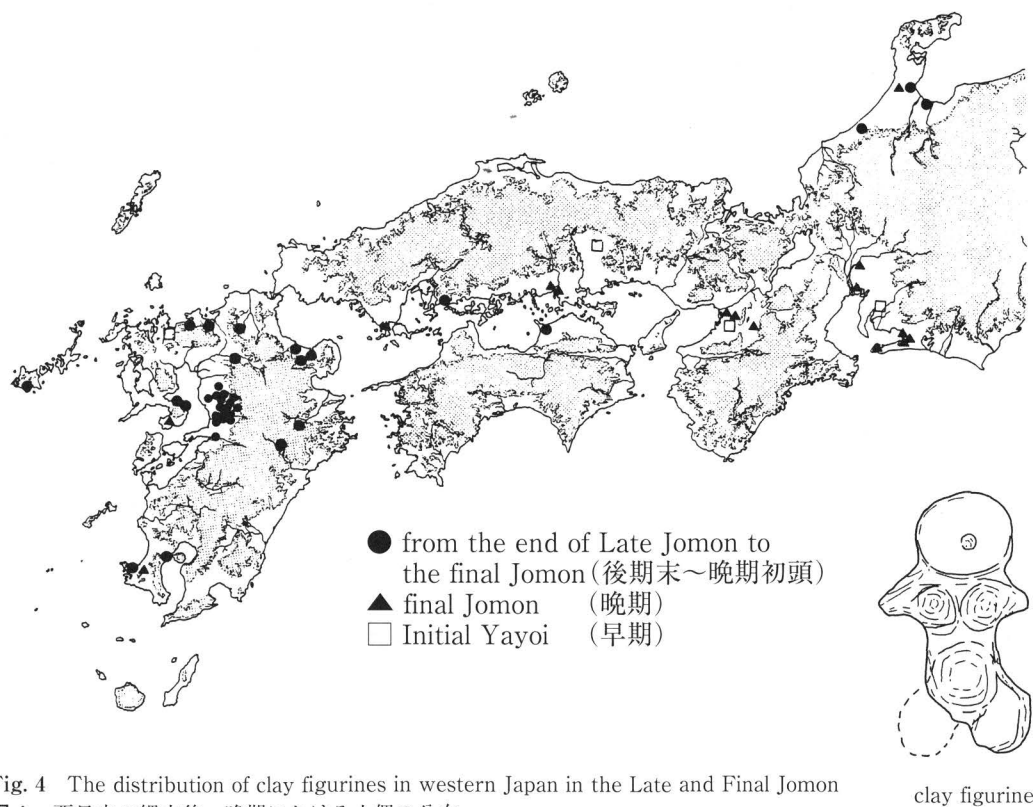 ● from the end of Late Jomon to
the final Jomon (後期末～晩期初頭)
▲ final Jomon (晩期)
□ Initial Yayoi (早期)
ig. 4 The distribution of clay figurines in western Japan in the Late and Final Jomon
clay figurine